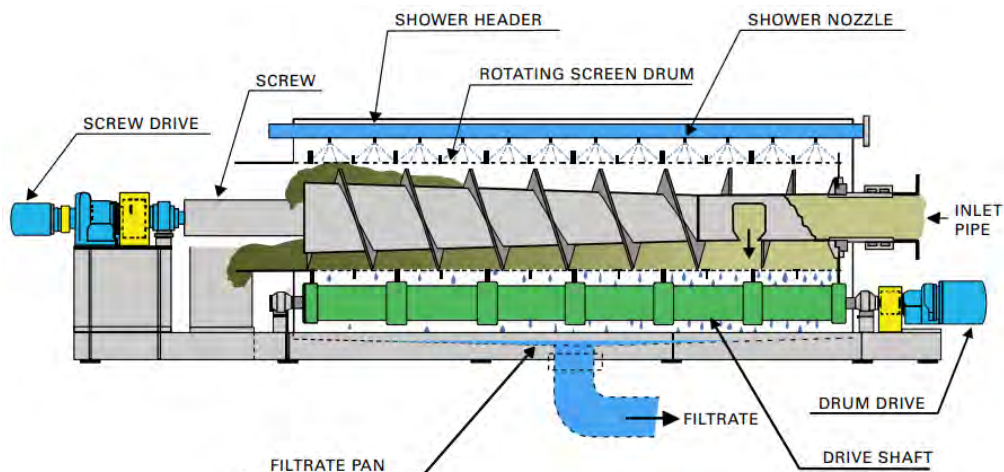 SHOWER HEADER
SHOWER NOZZLE
ROTATING SCREEN DRUM
SCREW
SCREW DRIVE
INLET
PIPE
DRUM DRIVE
FILTRATE
DRIVE SHAFT
FILTRATE PAN